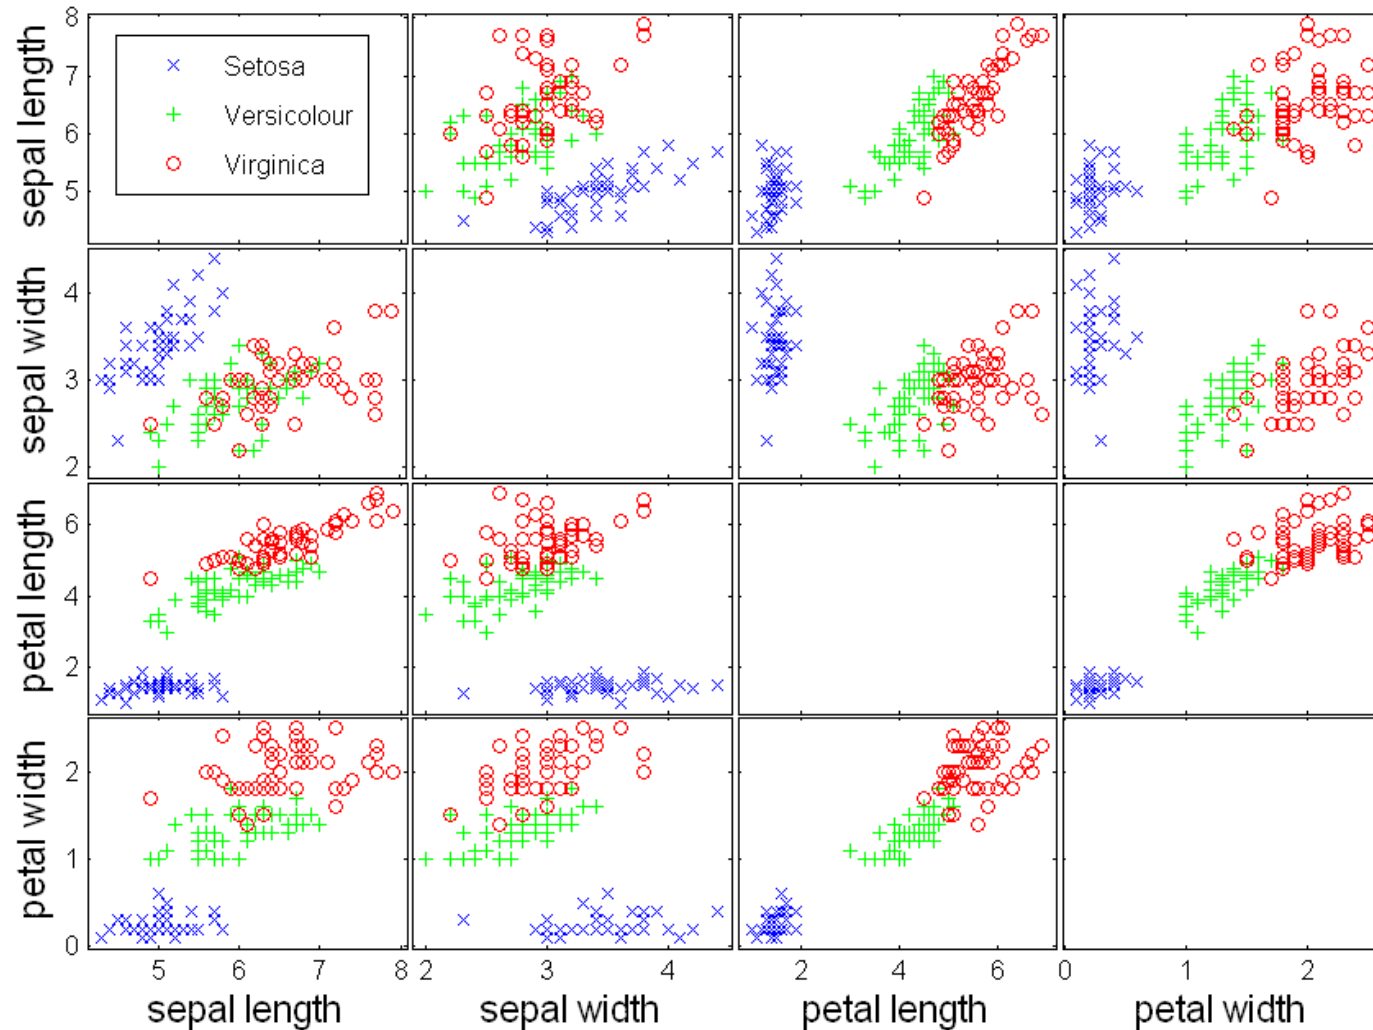 sepal length
8
7
6
5
Setosa
Versicolour
Virginica
sepal width
4
3
2
petal length
6
4
2
petal width
2
1
0
5 6 7 8 2 3 4 2 4 6 0 1 2
sepal length sepal width petal length petal width